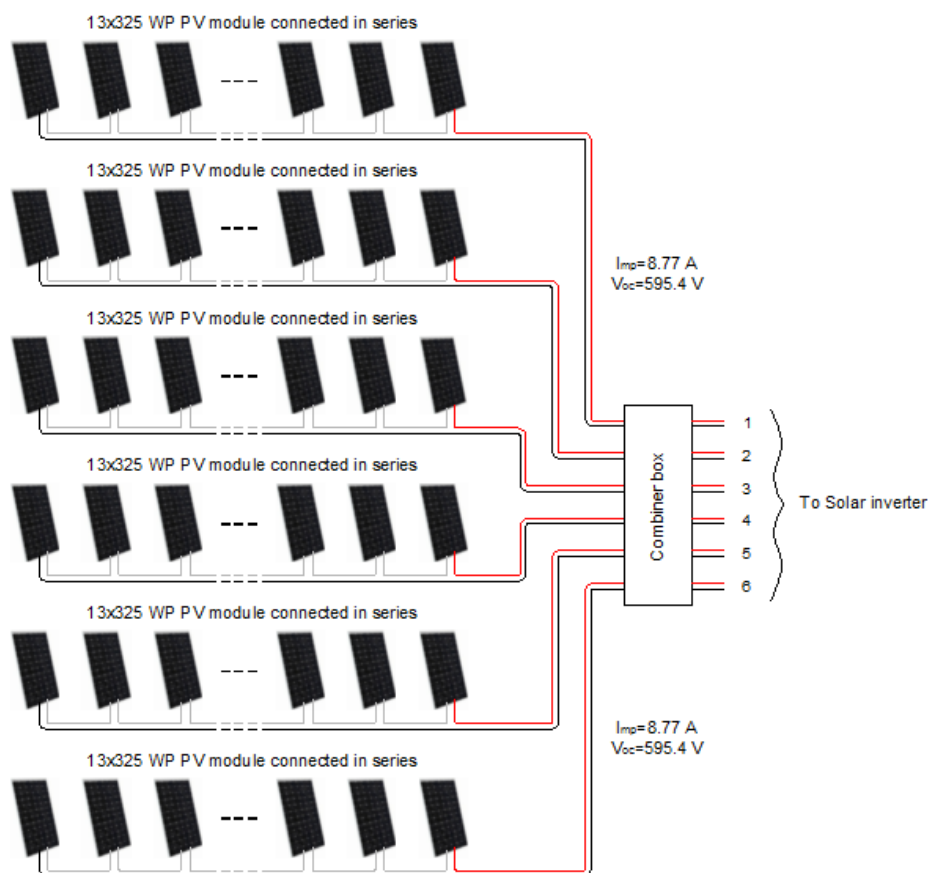 13x325 WP PV module connected in series
13x325 WP PV module connected in series
Imp=8.77 A
Voc=595.4 V
13x325 WP PV module connected in series
Combiner box
1
2
3
4
5
6
To Solar inverter
13x325 WP PV module connected in series
13x325 WP PV module connected in series
Imp=8.77 A
Voc=595.4 V
13x325 WP PV module connected in series